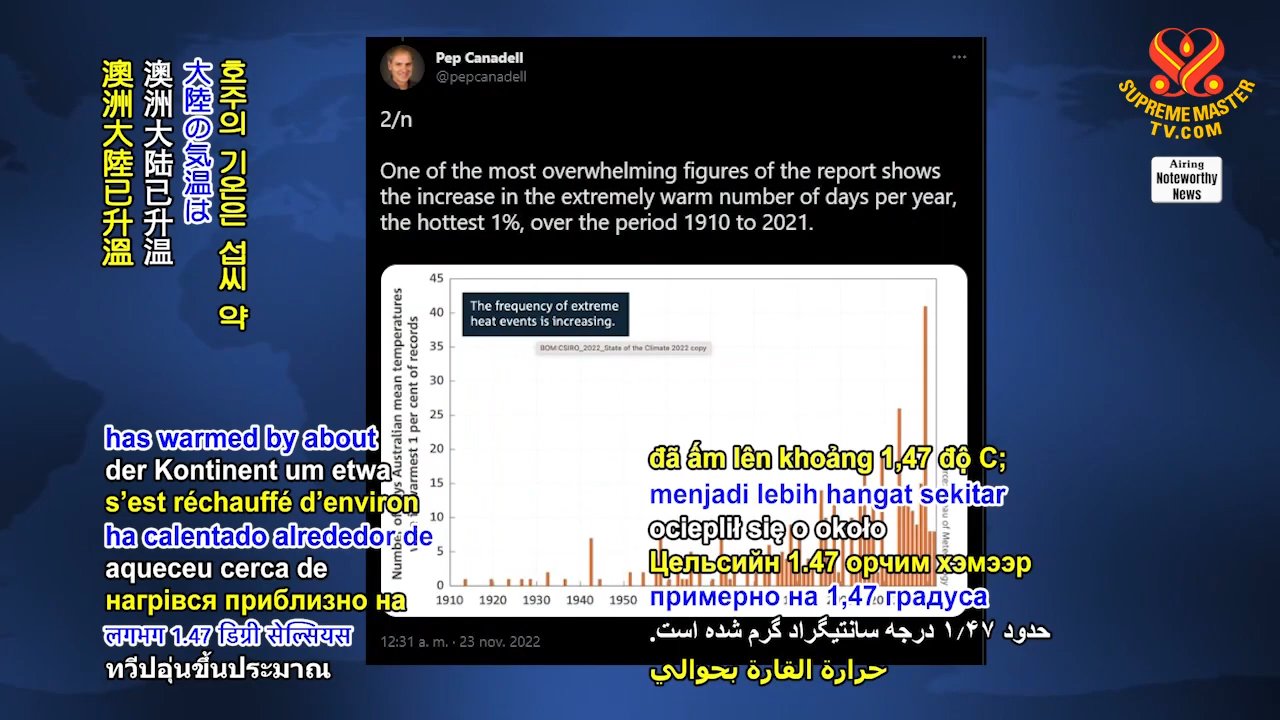 호주의 기온은 섭씨 약
大陸の気温は
澳洲大陆已升温
澳洲大陸已升溫
Pep Canadell
@pepcanadell
2/n
One of the most overwhelming figures of the report shows
the increase in the extremely warm number of days per year,
the hottest 1%, over the period 1910 to 2021.
The frequency of extreme
heat events is increasing.
BOM:CSIRO_2022_State of the Climate 2022 copy
45
40
35
30
25
20
15
10
5
0
1910 1920 1930 1940 1950
12:31 a. m. · 23 nov. 2022
has warmed by about
der Kontinent um etwa
s’est réchauffé d’environ
ha calentado alrededor de
aqueceu cerca de
нагрівся приблизно на
लगभग 1.47 डिग्री सेल्सियस
ทวีปอุ่นขึ้นประมาณ
đã ấm lên khoảng 1,47 độ C;
menjadi lebih hangat sekitar
ocieplił się o około
Цельсийн 1.47 орчим хэмээр
примерно на 1,47 градуса
حدود ۱/۴۷ درجه سانتیگراد گرم شده است.
حرارة القارة بحوالي
SUPREME MASTER
TV.COM
Airing
Noteworthy
News